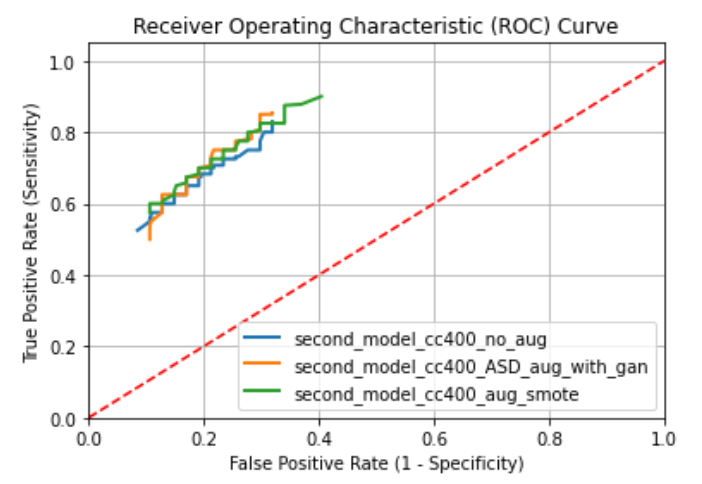 Receiver Operating Characteristic (ROC) Curve
True Positive Rate (Sensitivity)
1.0
0.8
0.6
0.4
0.2
0.0
second_model_cc400_no_aug
second_model_cc400_ASD_aug_with_gan
second_model_cc400_aug_smote
0.0 0.2 0.4 0.6 0.8 1.0
False Positive Rate (1 - Specificity)